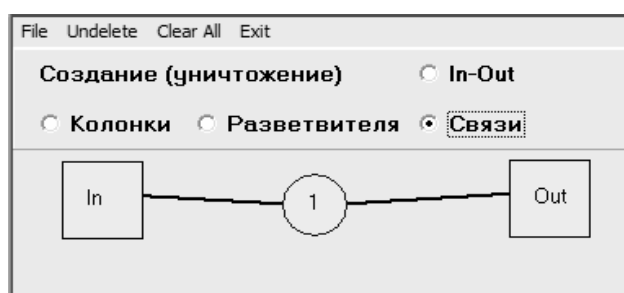 File Undelete Clear All Exit
Создание (уничтожение) In-Out
Колонки Разветвителя Связи
In 1 Out